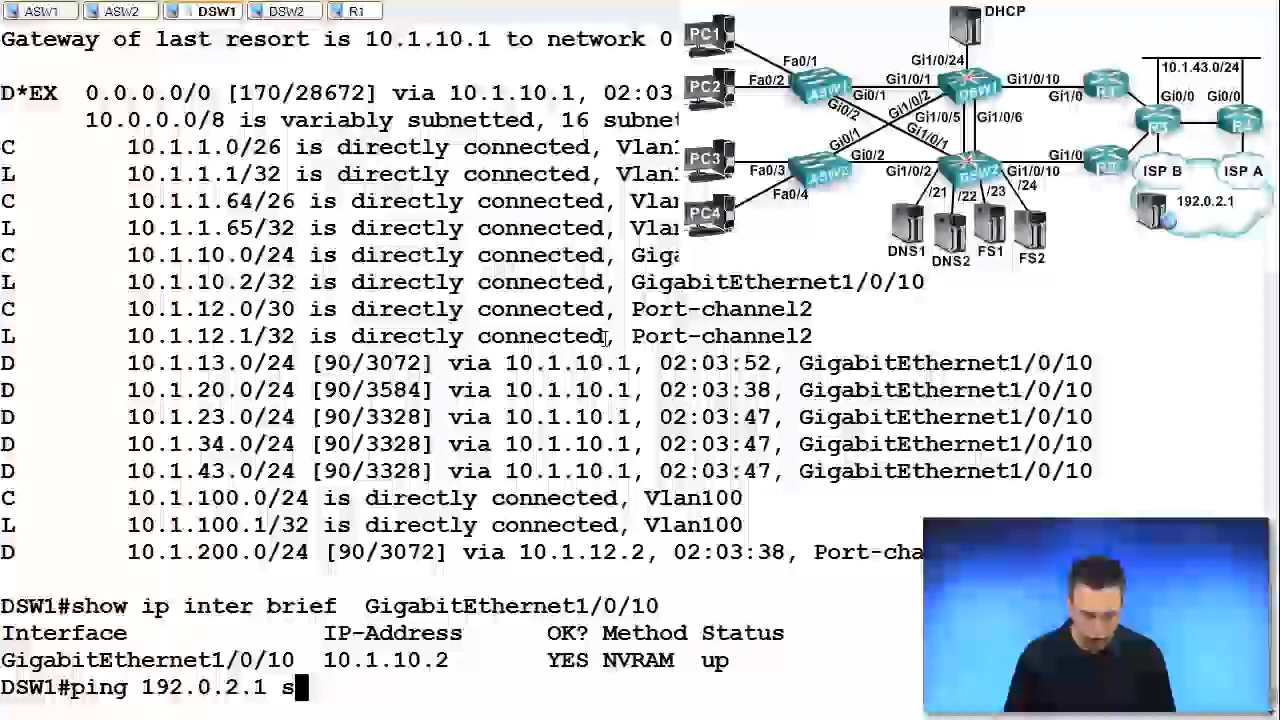 ASW1 ASW2 DSW1 DSW2 R1
Gateway of last resort is 10.1.10.1 to network 0
D*EX 0.0.0.0/0 [170/28672] via 10.1.10.1, 02:03
10.0.0.0/8 is variably subnetted, 16 subne
C 10.1.1.0/26 is directly connected, Vlan
L 10.1.1.1/32 is directly connected, Vlan
C 10.1.1.64/26 is directly connected, Vlan
L 10.1.1.65/32 is directly connected, Vlan
C 10.1.10.0/24 is directly connected, Giga
L 10.1.10.2/32 is directly connected, GigabitEthernet1/0/10
C 10.1.12.0/30 is directly connected, Port-channel2
L 10.1.12.1/32 is directly connected, Port-channel2
D 10.1.13.0/24 [90/3072] via 10.1.10.1, 02:03:52, GigabitEthernet1/0/10
D 10.1.20.0/24 [90/3584] via 10.1.10.1, 02:03:38, GigabitEthernet1/0/10
D 10.1.23.0/24 [90/3328] via 10.1.10.1, 02:03:47, GigabitEthernet1/0/10
D 10.1.34.0/24 [90/3328] via 10.1.10.1, 02:03:47, GigabitEthernet1/0/10
D 10.1.43.0/24 [90/3328] via 10.1.10.1, 02:03:47, GigabitEthernet1/0/10
C 10.1.100.0/24 is directly connected, Vlan100
L 10.1.100.1/32 is directly connected, Vlan100
D 10.1.200.0/24 [90/3072] via 10.1.12.2, 02:03:38, Port-cha
DSW1#show ip inter brief GigabitEthernet1/0/10
Interface IP-Address OK? Method Status
GigabitEthernet1/0/10 10.1.10.2 YES NVRAM up
DSW1#ping 192.0.2.1 s
DHCP
PC1
Fa0/1
Gi1/0/24
10.1.43.0/24
PC2
Fa0/2
ASW1
Gi0/1
Gi1/0/1
DSW1
Gi1/0/10
Gi1/0
R1
Gi0/0
Gi0/0
Gi0/2
Gi1/0/2
Gi1/0/5
Gi1/0/6
R3
R4
Gi0/1
Gi1/0/1
PC3
Fa0/3
ASW2
Gi0/2
Gi1/0/2
DSW2
Gi1/0/10
Gi1/0
R2
ISP B
ISP A
PC4
Fa0/4
/21
/22
/23
/24
192.0.2.1
DNS1
DNS2
FS1
FS2